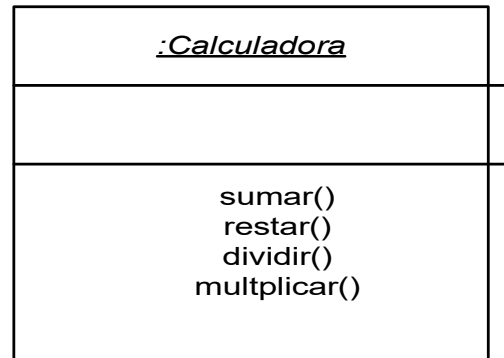 :Calculadora
sumar()
restar()
dividir()
multplicar()